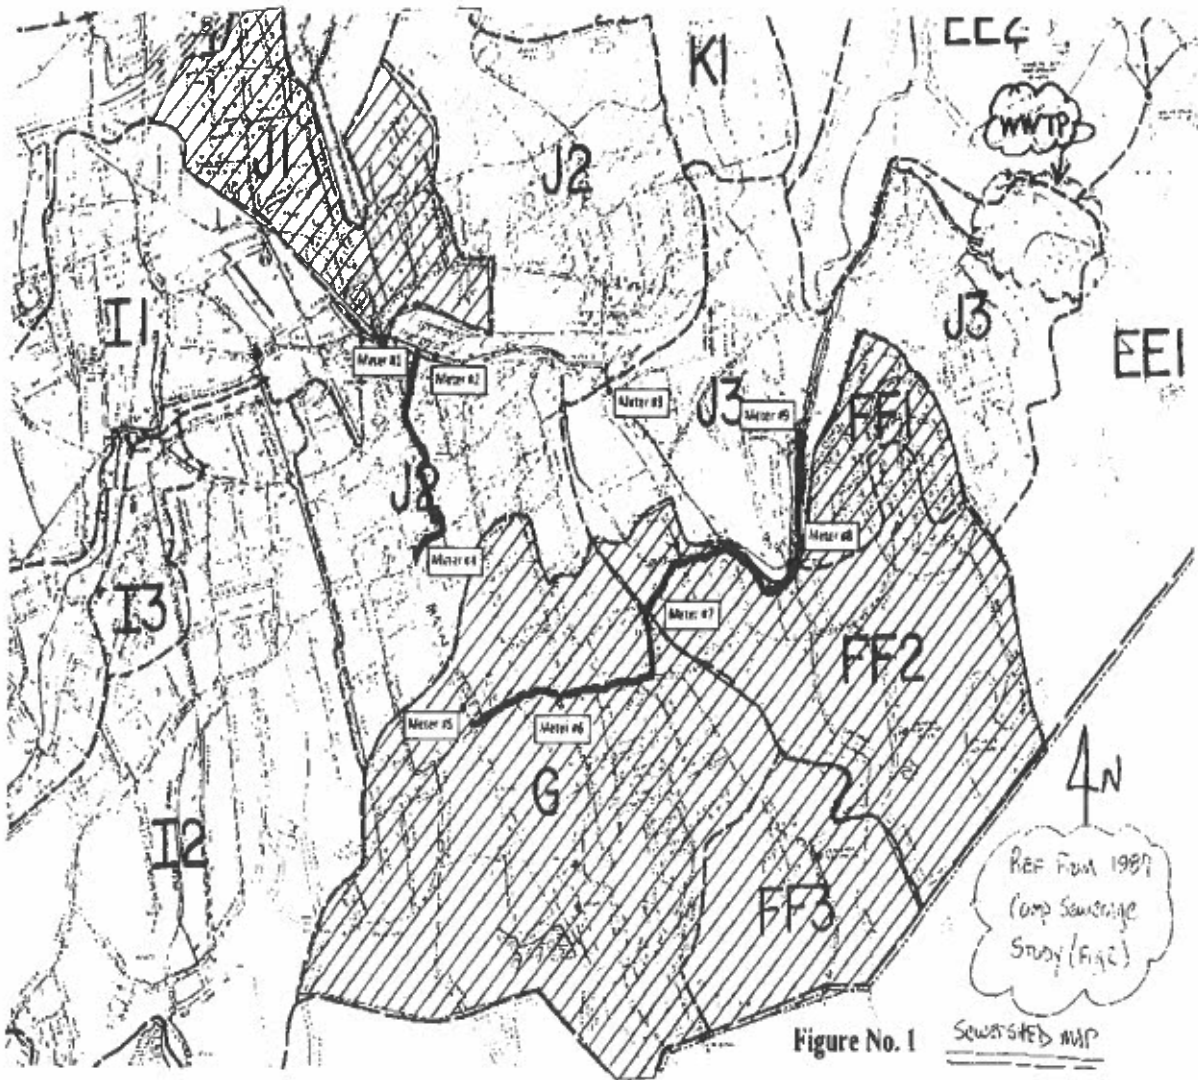 K1
EE4
WWTP
J1
J2
I1
J3
EE1
Meter #1
Meter #2
Meter #3
J3
Meter #9
FF1
J2
Meter #8
Meter #4
I3
Meter #7
FF2
Meter #5
Meter #6
G
N
I2
FF3
REF FROM 1987
COMP SEWERAGE
STUDY (FIG 2)
Figure No. 1
SEWERSHED MAP